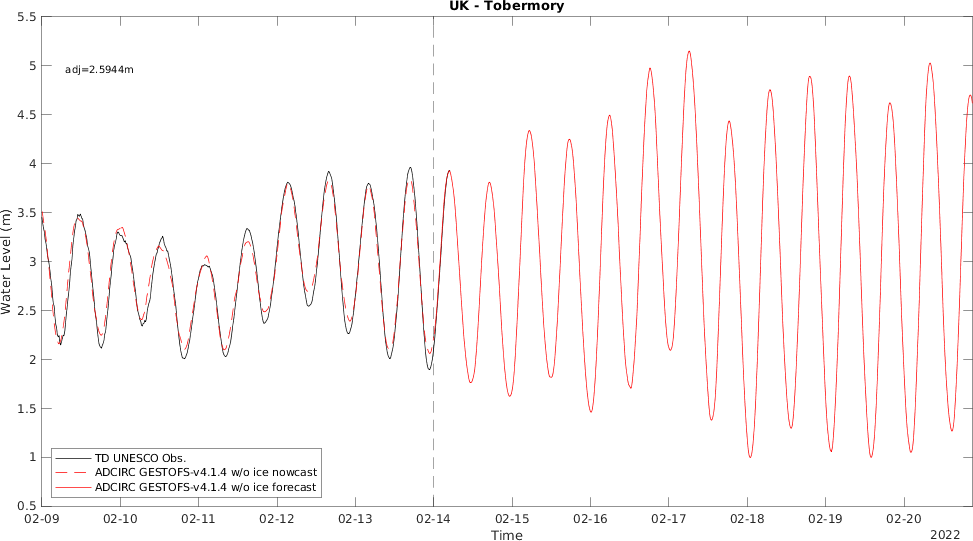 UK - Tobermory
5.5
5
4.5
4
3.5
3
2.5
2
1.5
1
0.5
Water Level (m)
adj=2.5944m
TD UNESCO Obs.
ADCIRC GESTOFS-v4.1.4 w/o ice nowcast
ADCIRC GESTOFS-v4.1.4 w/o ice forecast
02-09 02-10 02-11 02-12 02-13 02-14 02-15 02-16 02-17 02-18 02-19 02-20
Time
2022